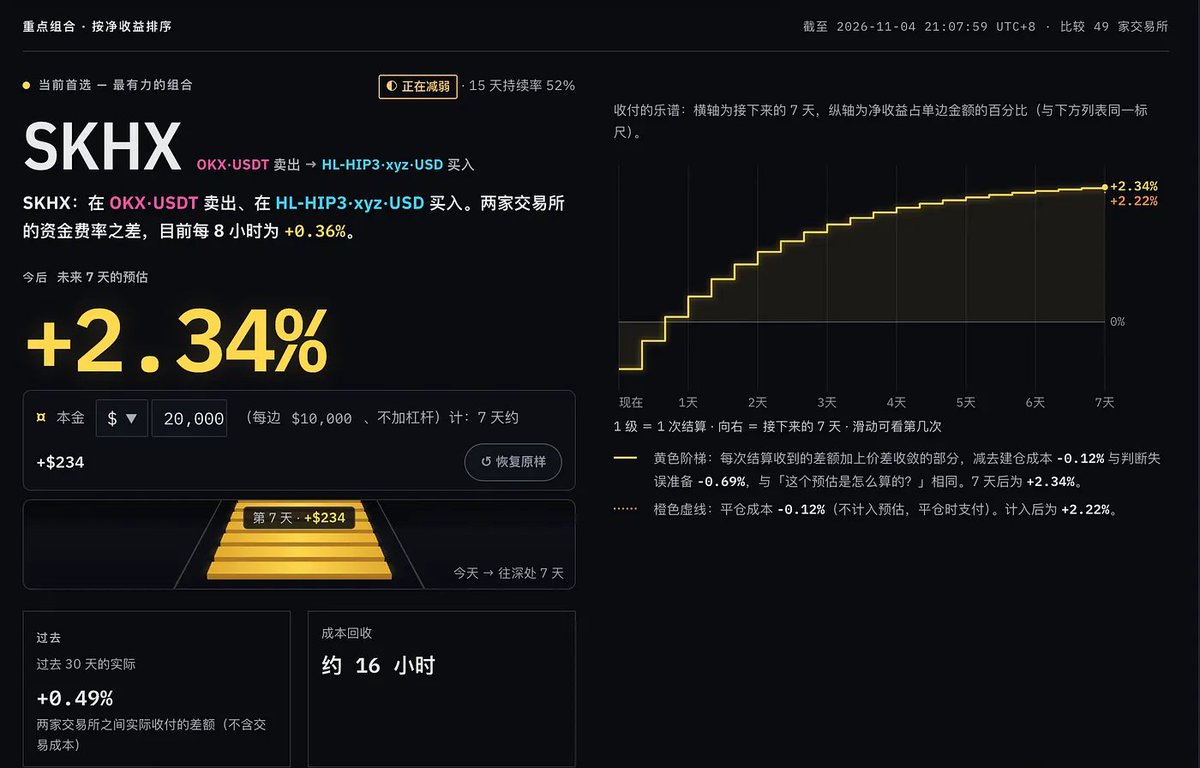 重点组合 · 按净收益排序
截至 2026-11-04 21:07:59 UTC+8 · 比较 49 家交易所
当前首选 — 最有力的组合
正在减弱 · 15 天持续率 52%
SKHX OKX·USDT 卖出 → HL-HIP3·xyz·USD 买入
SKHX：在 OKX·USDT 卖出、在 HL-HIP3·xyz·USD 买入。两家交易所
的资金费率之差，目前每 8 小时为 +0.36%。
今后 未来 7 天的预估
+2.34%
¤ 本金 $ ▼ 20,000 （每边 $10,000 、不加杠杆）计：7 天约
+$234
↺ 恢复原样
第 7 天 · +$234
今天 → 往深处 7 天
过去
过去 30 天的实际
+0.49%
两家交易所之间实际收付的差额（不含交
易成本）
成本回收
约 16 小时
收付的乐谱：横轴为接下来的 7 天，纵轴为净收益占单边金额的百分比（与下方列表同一标
尺）。
+2.34%
+2.22%
0%
现在 1天 2天 3天 4天 5天 6天 7天
1 级 = 1 次结算 · 向右 = 接下来的 7 天 · 滑动可看第几次
黄色阶梯：每次结算收到的差额加上价差收敛的部分，减去建仓成本 -0.12% 与判断失
误准备 -0.69%，与「这个预估是怎么算的？」相同。7 天后为 +2.34%。
橙色虚线：平仓成本 -0.12%（不计入预估，平仓时支付）。计入后为 +2.22%。